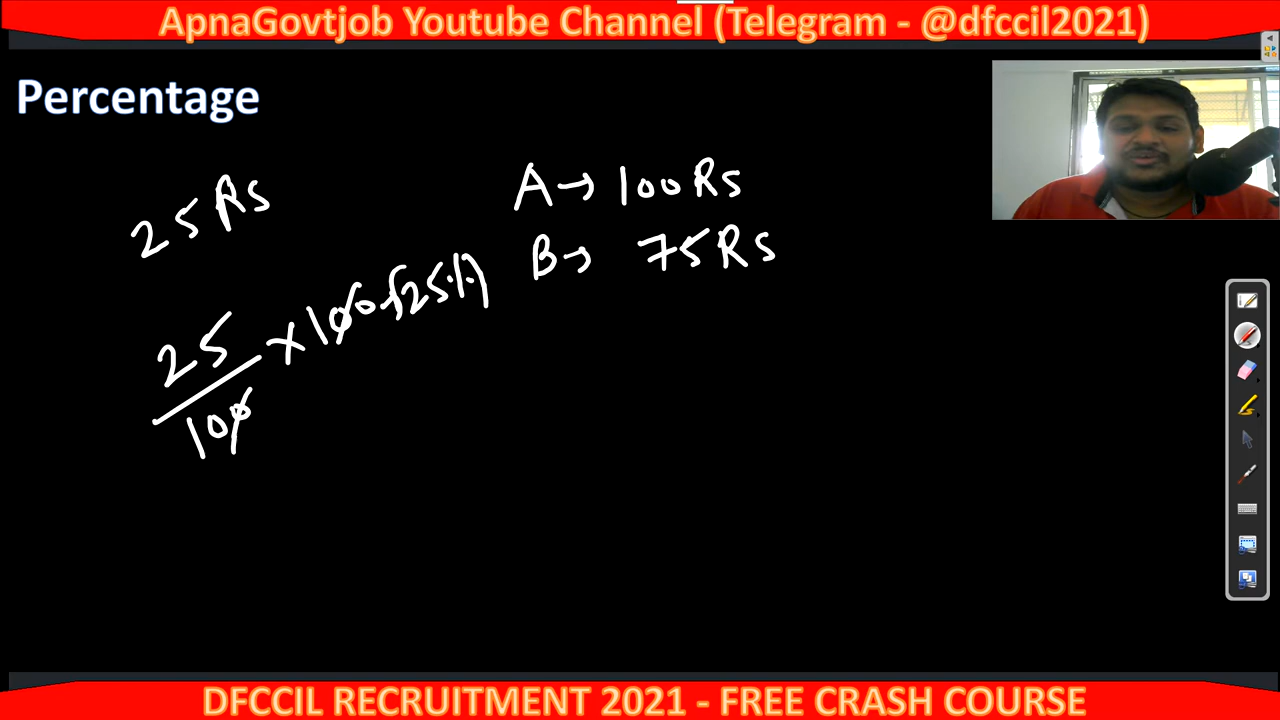 ApnaGovtjob Youtube Channel (Telegram - @dfccil2021)
Percentage
25 Rs
A → 100 Rs
B → 75 Rs
25/100 × 100 (25%)
DFCCIL RECRUITMENT 2021 - FREE CRASH COURSE